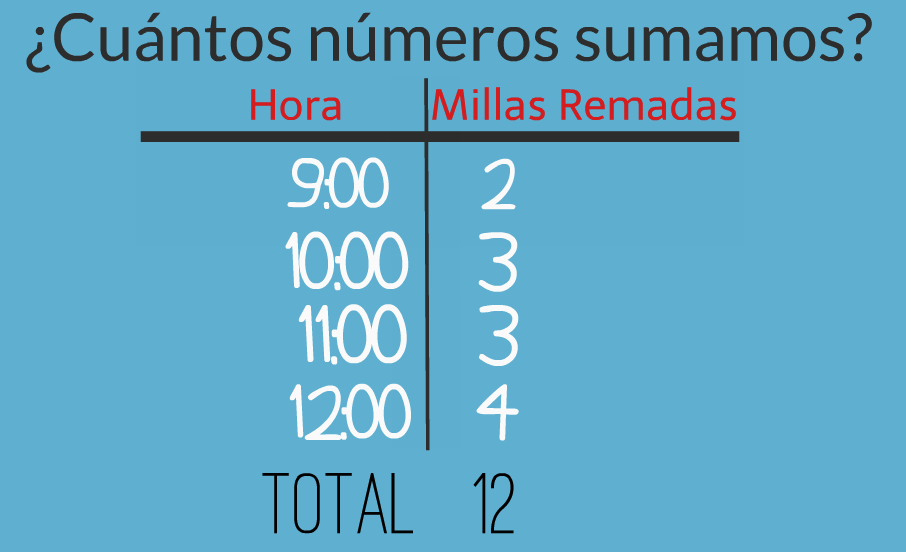 ¿Cuántos números sumamos?
Hora Millas Remadas
9:00 2
10:00 3
11:00 3
12:00 4
TOTAL 12